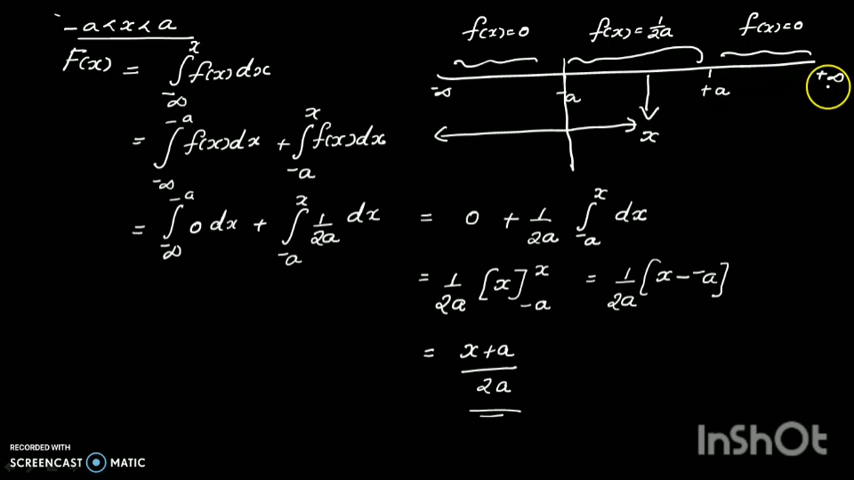 -a<x<a
F(x) = ∫_{-∞}^{x} f(x)dx
= ∫_{-∞}^{-a} f(x)dx + ∫_{-a}^{x} f(x)dx
= ∫_{-∞}^{-a} 0 dx + ∫_{-a}^{x} 1/2a dx
f(x)=0 f(x)=1/2a f(x)=0
-∞ -a +a +∞
x
= 0 + 1/2a ∫_{-a}^{x} dx
= 1/2a [x]_{-a}^{x} = 1/2a [x--a]
= x+a/2a
RECORDED WITH
SCREENCAST MATIC
InShOt